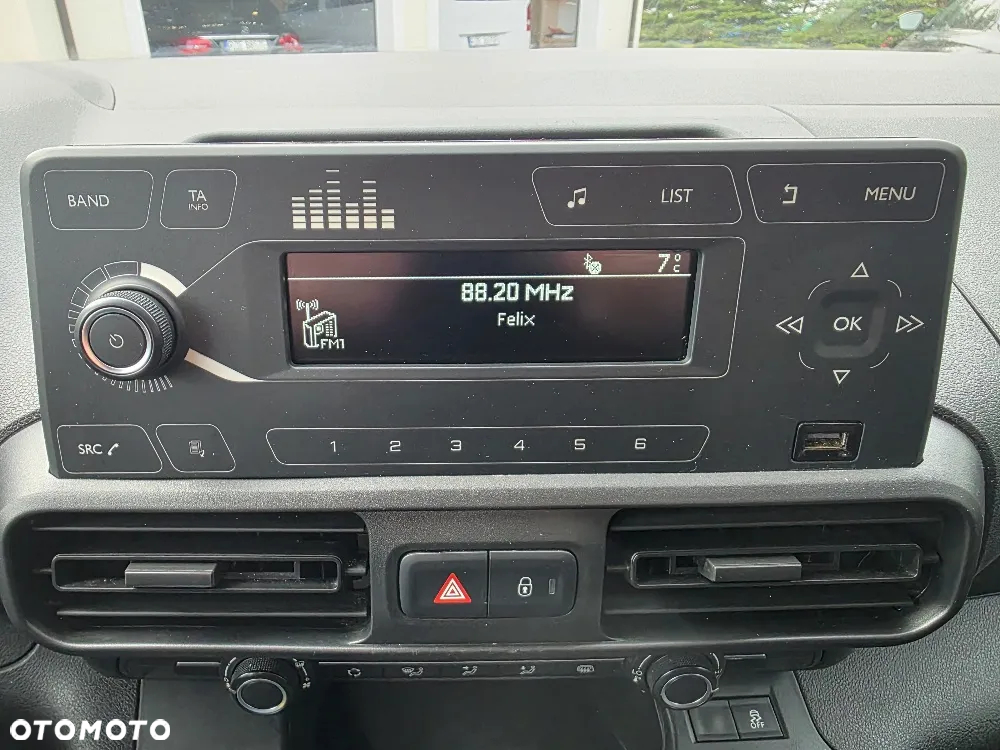 BAND
TA
INFO
LIST
MENU
7°C
88.20 MHz
Felix
FM1
OK
SRC
1 2 3 4 5 6
OFF
OTOMOTO